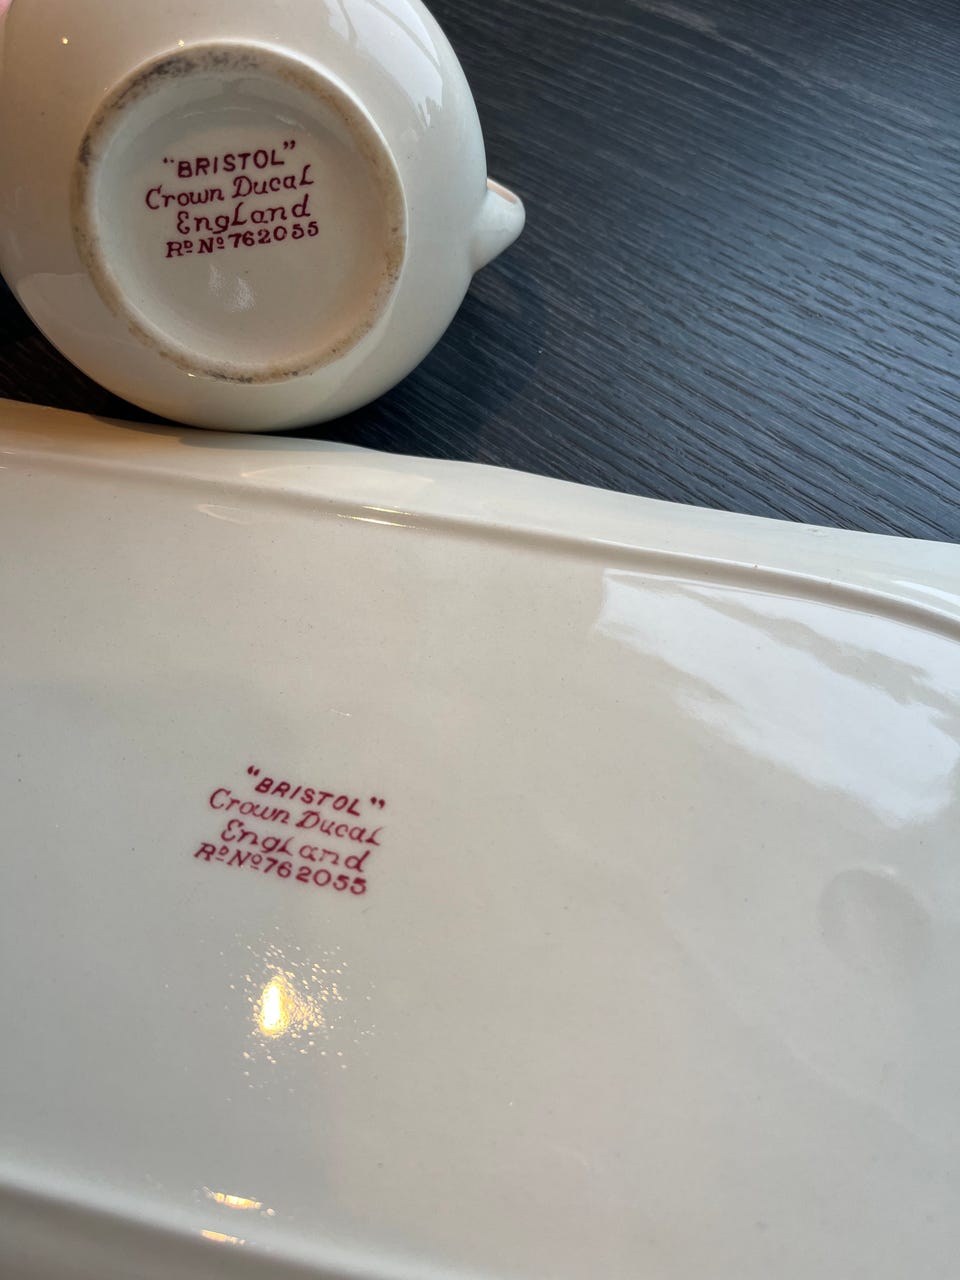 "BRISTOL"
Crown Ducal
England
Rᴰ Nº 762055
"BRISTOL"
Crown Ducal
England
Rᴰ Nº 762055